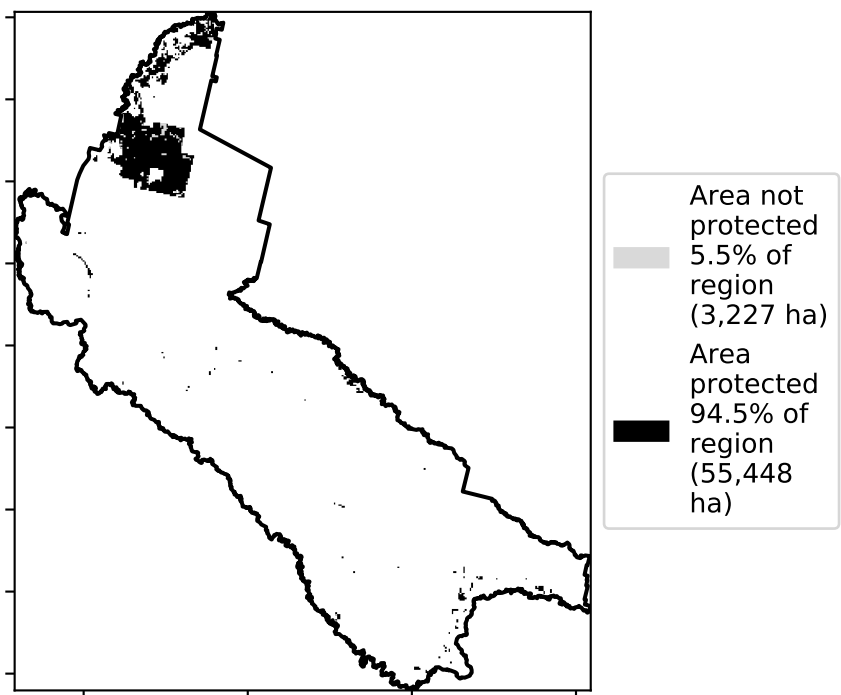 Area not
protected
5.5% of
region
(3,227 ha)
Area
protected
94.5% of
region
(55,448
ha)